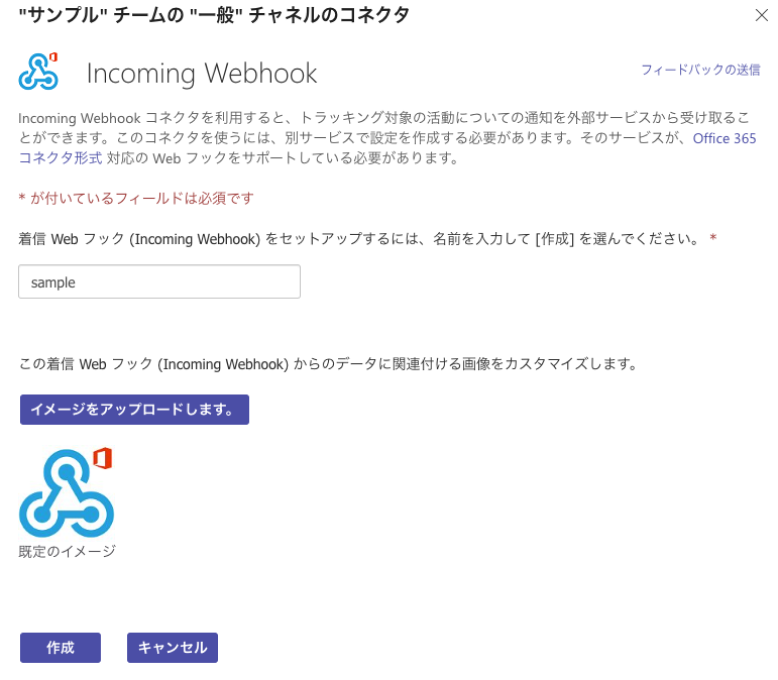 "サンプル" チームの "一般" チャネルのコネクタ
Incoming Webhook
フィードバックの送信
Incoming Webhook コネクタを利用すると、トラッキング対象の活動についての通知を外部サービスから受け取るこ
とができます。このコネクタを使うには、別サービスで設定を作成する必要があります。そのサービスが、Office 365
コネクタ形式 対応の Web フックをサポートしている必要があります。
* が付いているフィールドは必須です
着信 Web フック (Incoming Webhook) をセットアップするには、名前を入力して [作成] を選んでください。 *
sample
この着信 Web フック (Incoming Webhook) からのデータに関連付ける画像をカスタマイズします。
イメージをアップロードします。
既定のイメージ
作成
キャンセル